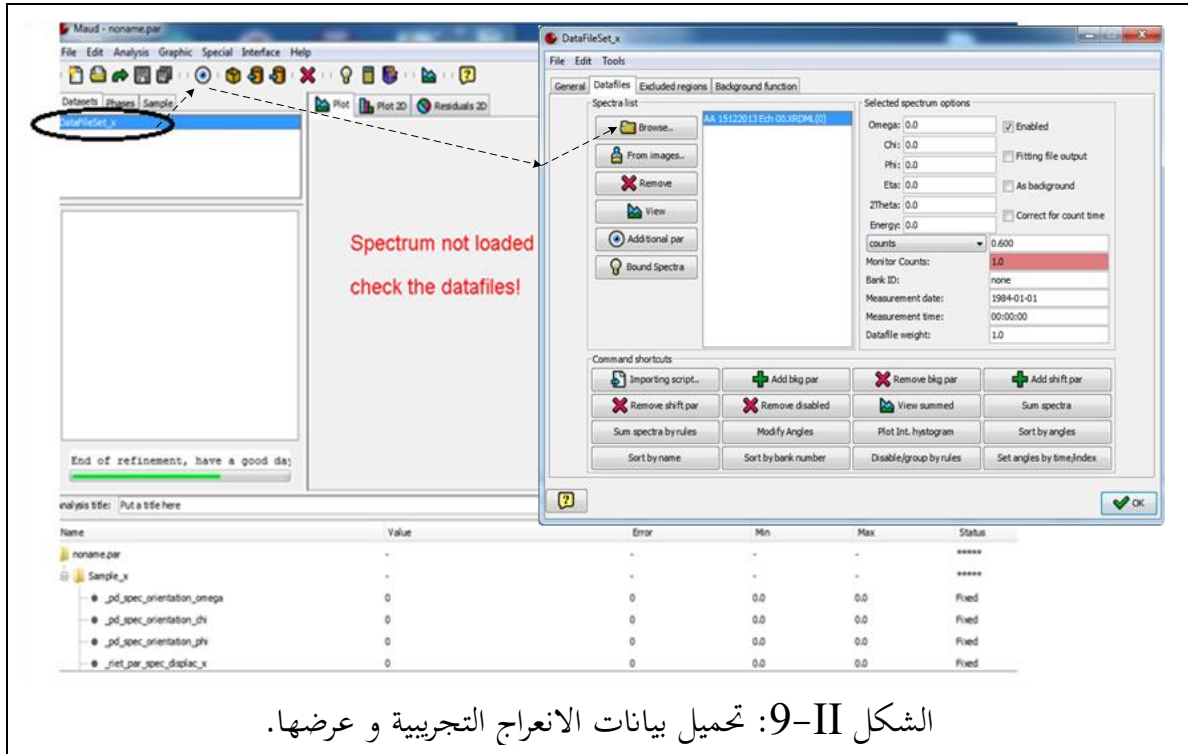 Maud - noname.par
File Edit Analysis Graphic Special Interface Help
Datasets Phases Sample
DataFileSet_x
Plot Plot 2D Residuals 2D
Spectrum not loaded
check the datafiles!
End of refinement, have a good day
DataFileSet_x
File Edit Tools
General Datafiles Excluded regions Background function
Spectra list
Browse..
From images..
Remove
View
Additional par
Bound Spectra
AA 15122013 Ech 00.XRDML(0)
Selected spectrum options
Omega: 0.0
Chi: 0.0
Phi: 0.0
Eta: 0.0
2Theta: 0.0
Energy: 0.0
Enabled
Fitting file output
As background
Correct for count time
counts 0.600
Monitor Counts: 1.0
Bank ID: none
Measurement date: 1984-01-01
Measurement time: 00:00:00
Datafile weight: 1.0
Command shortcuts
Importing script.. Add bkg par Remove bkg par Add shift par
Remove shift par Remove disabled View summed Sum spectra
Sum spectra by rules Modify Angles Plot Int. hystogram Sort by angles
Sort by name Sort by bank number Disable/group by rules Set angles by time/index
OK
nalysis title: Put a title here
Name Value Error Min Max Status
noname.par - - - - *****
Sample_x - - - - *****
_pd_spec_orientation_omega 0 0 0.0 0.0 Fixed
_pd_spec_orientation_chi 0 0 0.0 0.0 Fixed
_pd_spec_orientation_phi 0 0 0.0 0.0 Fixed
_riet_par_spec_displac_x 0 0 0.0 0.0 Fixed
الشكل II-9: تحميل بيانات الانعراج التجريبية و عرضها.